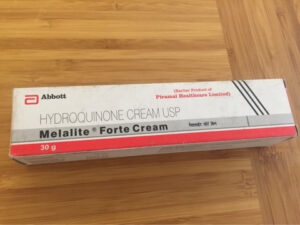 Abbott
(Earlier Product of
Piramal Healthcare Limited)
HYDROQUINONE CREAM USP
Melalite® Forte Cream
30 g